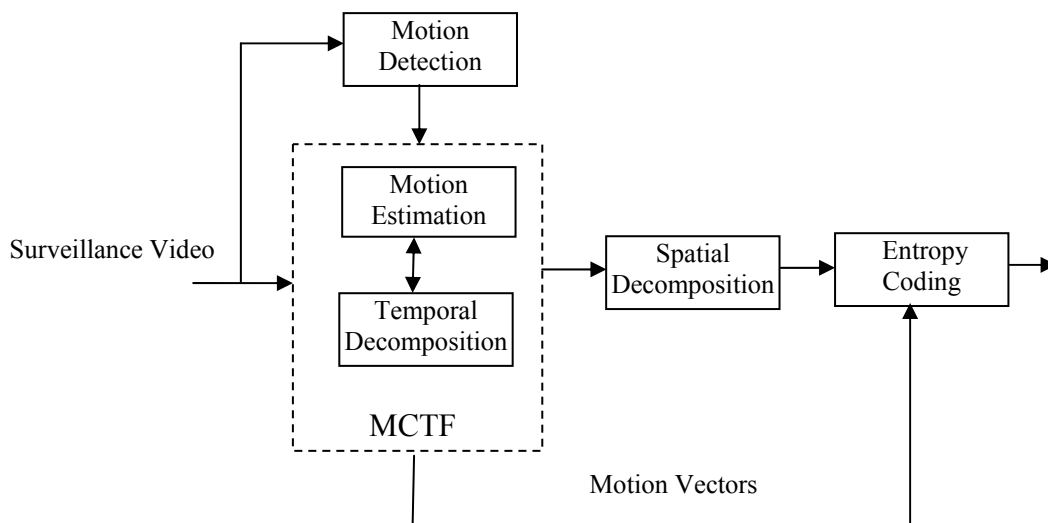 Motion
Detection
Motion
Estimation
Surveillance Video
Spatial
Decomposition
Entropy
Coding
Temporal
Decomposition
MCTF
Motion Vectors